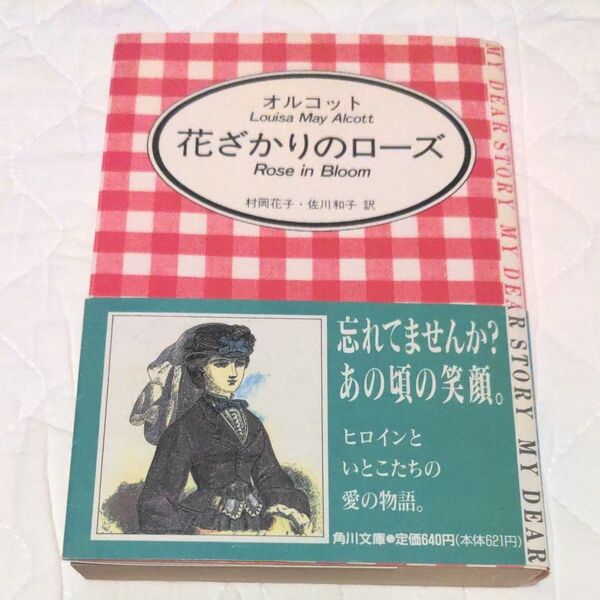 オルコット
Louisa May Alcott
花ざかりのローズ
Rose in Bloom
村岡花子・佐川和子 訳
MY DEAR STORY MY DEAR STORY MY DEAR
忘れてませんか?
あの頃の笑顔。
ヒロインと
いとこたちの
愛の物語。
角川文庫●定価640円(本体621円)